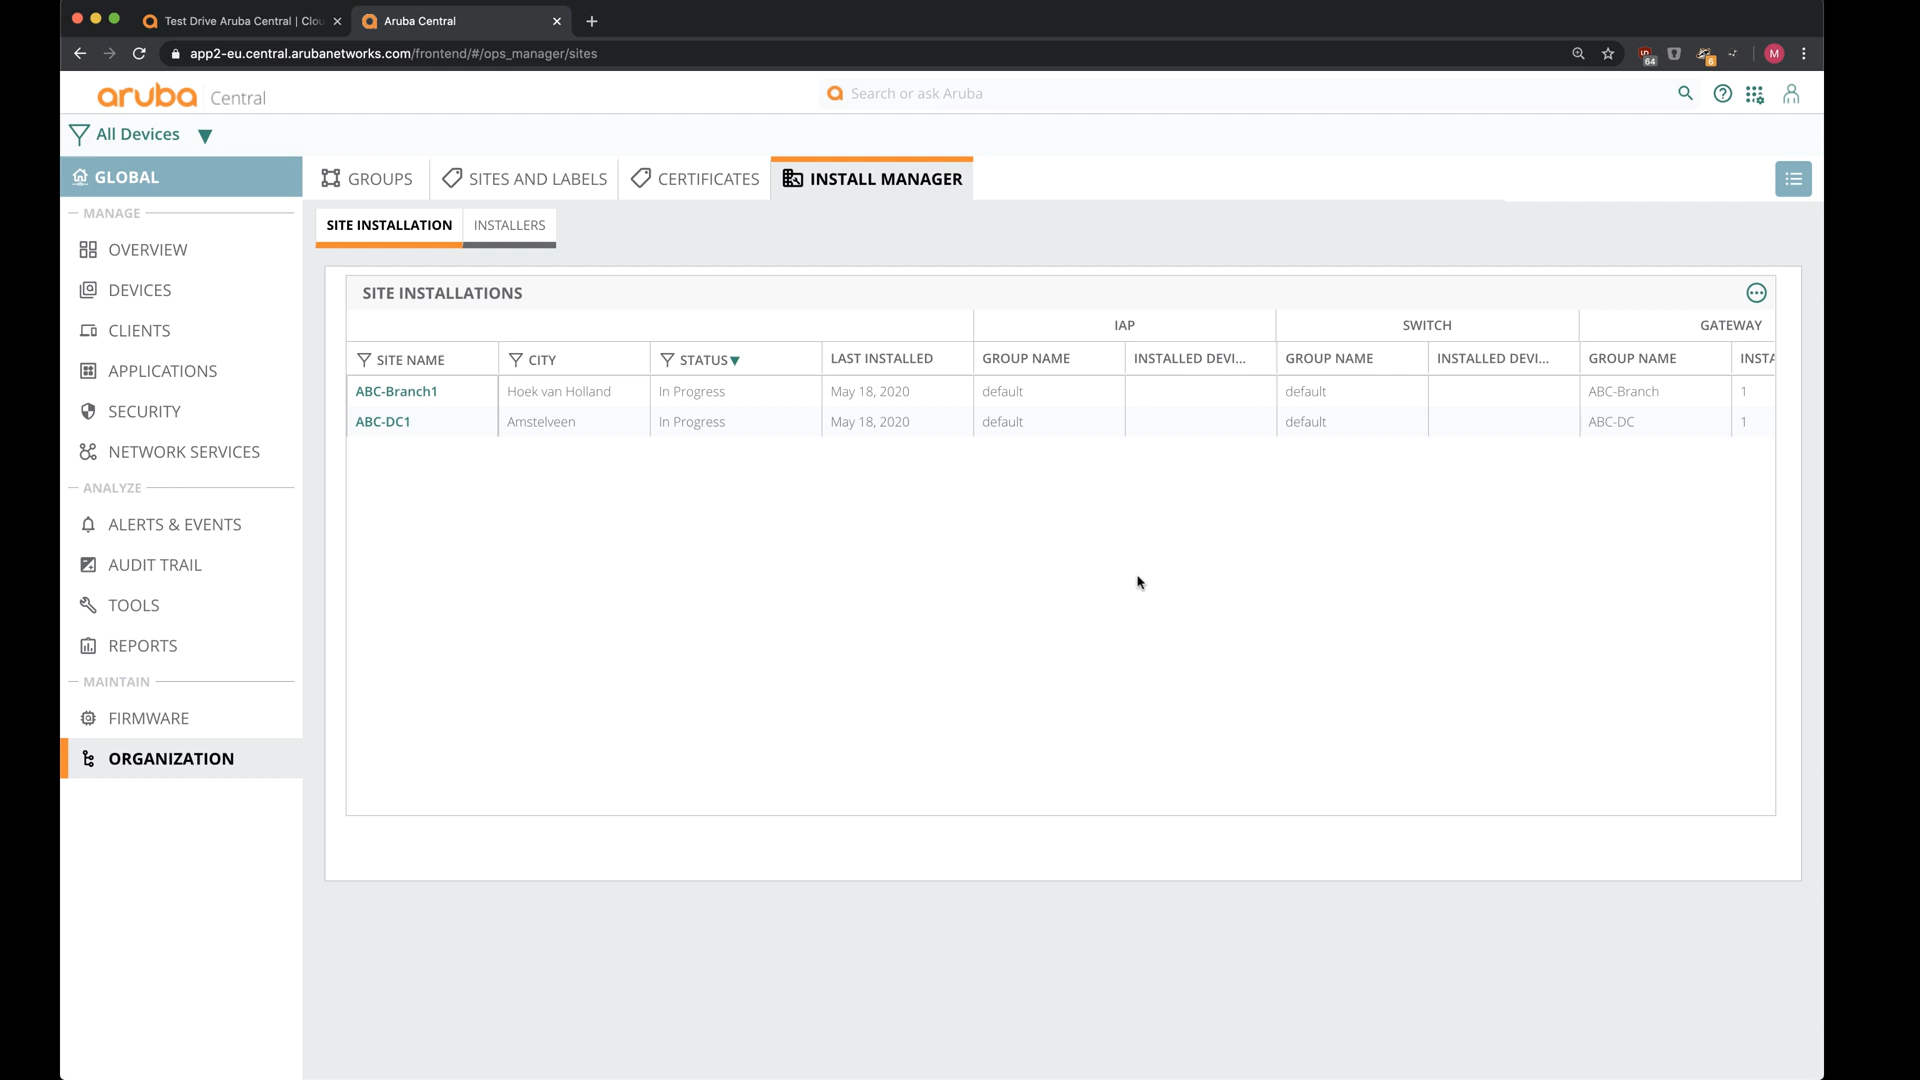 Test Drive Aruba Central | Clou
Aruba Central
app2-eu.central.arubanetworks.com/frontend/#/ops_manager/sites
64
6
M
aruba Central
Search or ask Aruba
All Devices
GLOBAL
GROUPS
SITES AND LABELS
CERTIFICATES
INSTALL MANAGER
MANAGE
OVERVIEW
DEVICES
CLIENTS
APPLICATIONS
SECURITY
NETWORK SERVICES
ANALYZE
ALERTS & EVENTS
AUDIT TRAIL
TOOLS
REPORTS
MAINTAIN
FIRMWARE
ORGANIZATION
SITE INSTALLATION
INSTALLERS
SITE INSTALLATIONS
IAP SWITCH GATEWAY
SITE NAME CITY STATUS LAST INSTALLED GROUP NAME INSTALLED DEVI... GROUP NAME INSTALLED DEVI... GROUP NAME INSTA
ABC-Branch1 Hoek van Holland In Progress May 18, 2020 default default ABC-Branch 1
ABC-DC1 Amstelveen In Progress May 18, 2020 default default ABC-DC 1